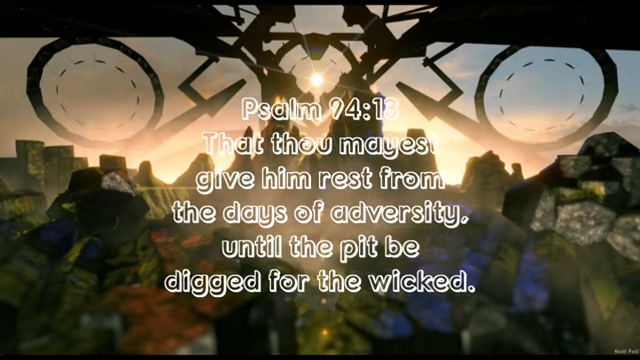 Psalm 94:13
That thou mayest
give him rest from
the days of adversity,
until the pit be
digged for the wicked.